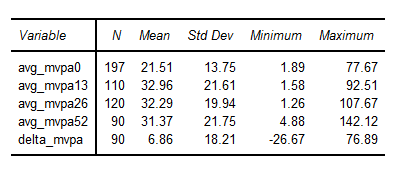 Variable N Mean Std Dev Minimum Maximum
avg_mvpa0 197 21.51 13.75 1.89 77.67
avg_mvpa13 110 32.96 21.61 1.58 92.51
avg_mvpa26 120 32.29 19.94 1.26 107.67
avg_mvpa52 90 31.37 21.75 4.88 142.12
delta_mvpa 90 6.86 18.21 -26.67 76.89